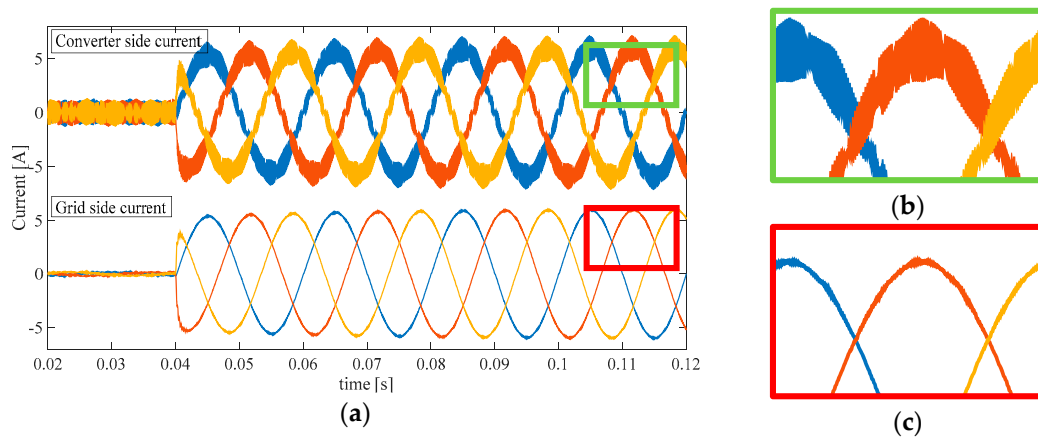 Converter side current
5
0
-5
Current [A]
Grid side current
5
0
-5
0.02 0.03 0.04 0.05 0.06 0.07 0.08 0.09 0.10 0.11 0.12
time [s]
(a)
(b)
(c)